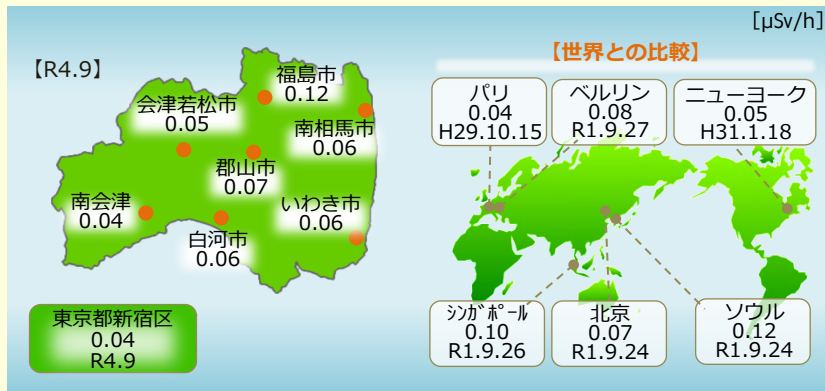 [μSv/h]
【R4.9】
福島市
0.12
会津若松市
0.05
南相馬市
0.06
郡山市
0.07
南会津
0.04
いわき市
0.06
白河市
0.06
東京都新宿区
0.04
R4.9
【世界との比較】
パリ
0.04
H29.10.15
ベルリン
0.08
R1.9.27
ニューヨーク
0.05
H31.1.18
ｼﾝｶﾞﾎﾟｰﾙ
0.10
R1.9.26
北京
0.07
R1.9.24
ソウル
0.12
R1.9.24